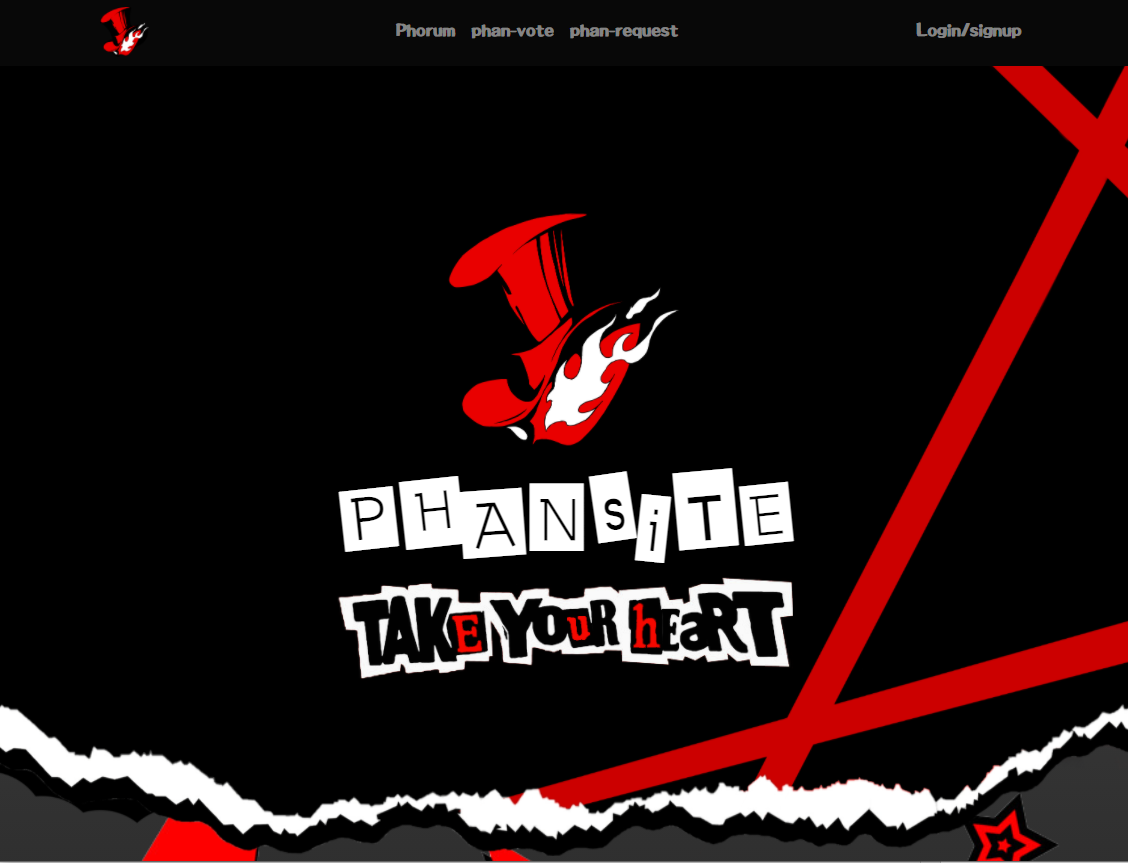 Phorum phan-vote phan-request Login/signup
PHANSiTE
TAKE YOuR hEaRT